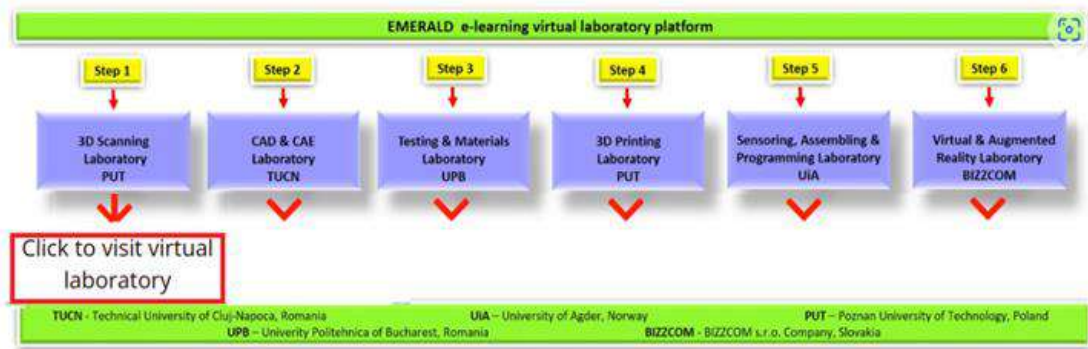 EMERALD e-learning virtual laboratory platform
Step 1
Step 2
Step 3
Step 4
Step 5
Step 6
3D Scanning
Laboratory
PUT
CAD & CAE
Laboratory
TUCN
Testing & Materials
Laboratory
UPB
3D Printing
Laboratory
PUT
Sensoring, Assembling &
Programming Laboratory
UiA
Virtual & Augmented
Reality Laboratory
BIZZCOM
Click to visit virtual
laboratory
TUCN - Technical University of Cluj-Napoca, Romania
UiA – University of Agder, Norway
PUT – Poznan University of Technology, Poland
UPB – Univerity Politehnica of Bucharest, Romania
BIZZCOM - BIZZCOM s.r.o. Company, Slovakia